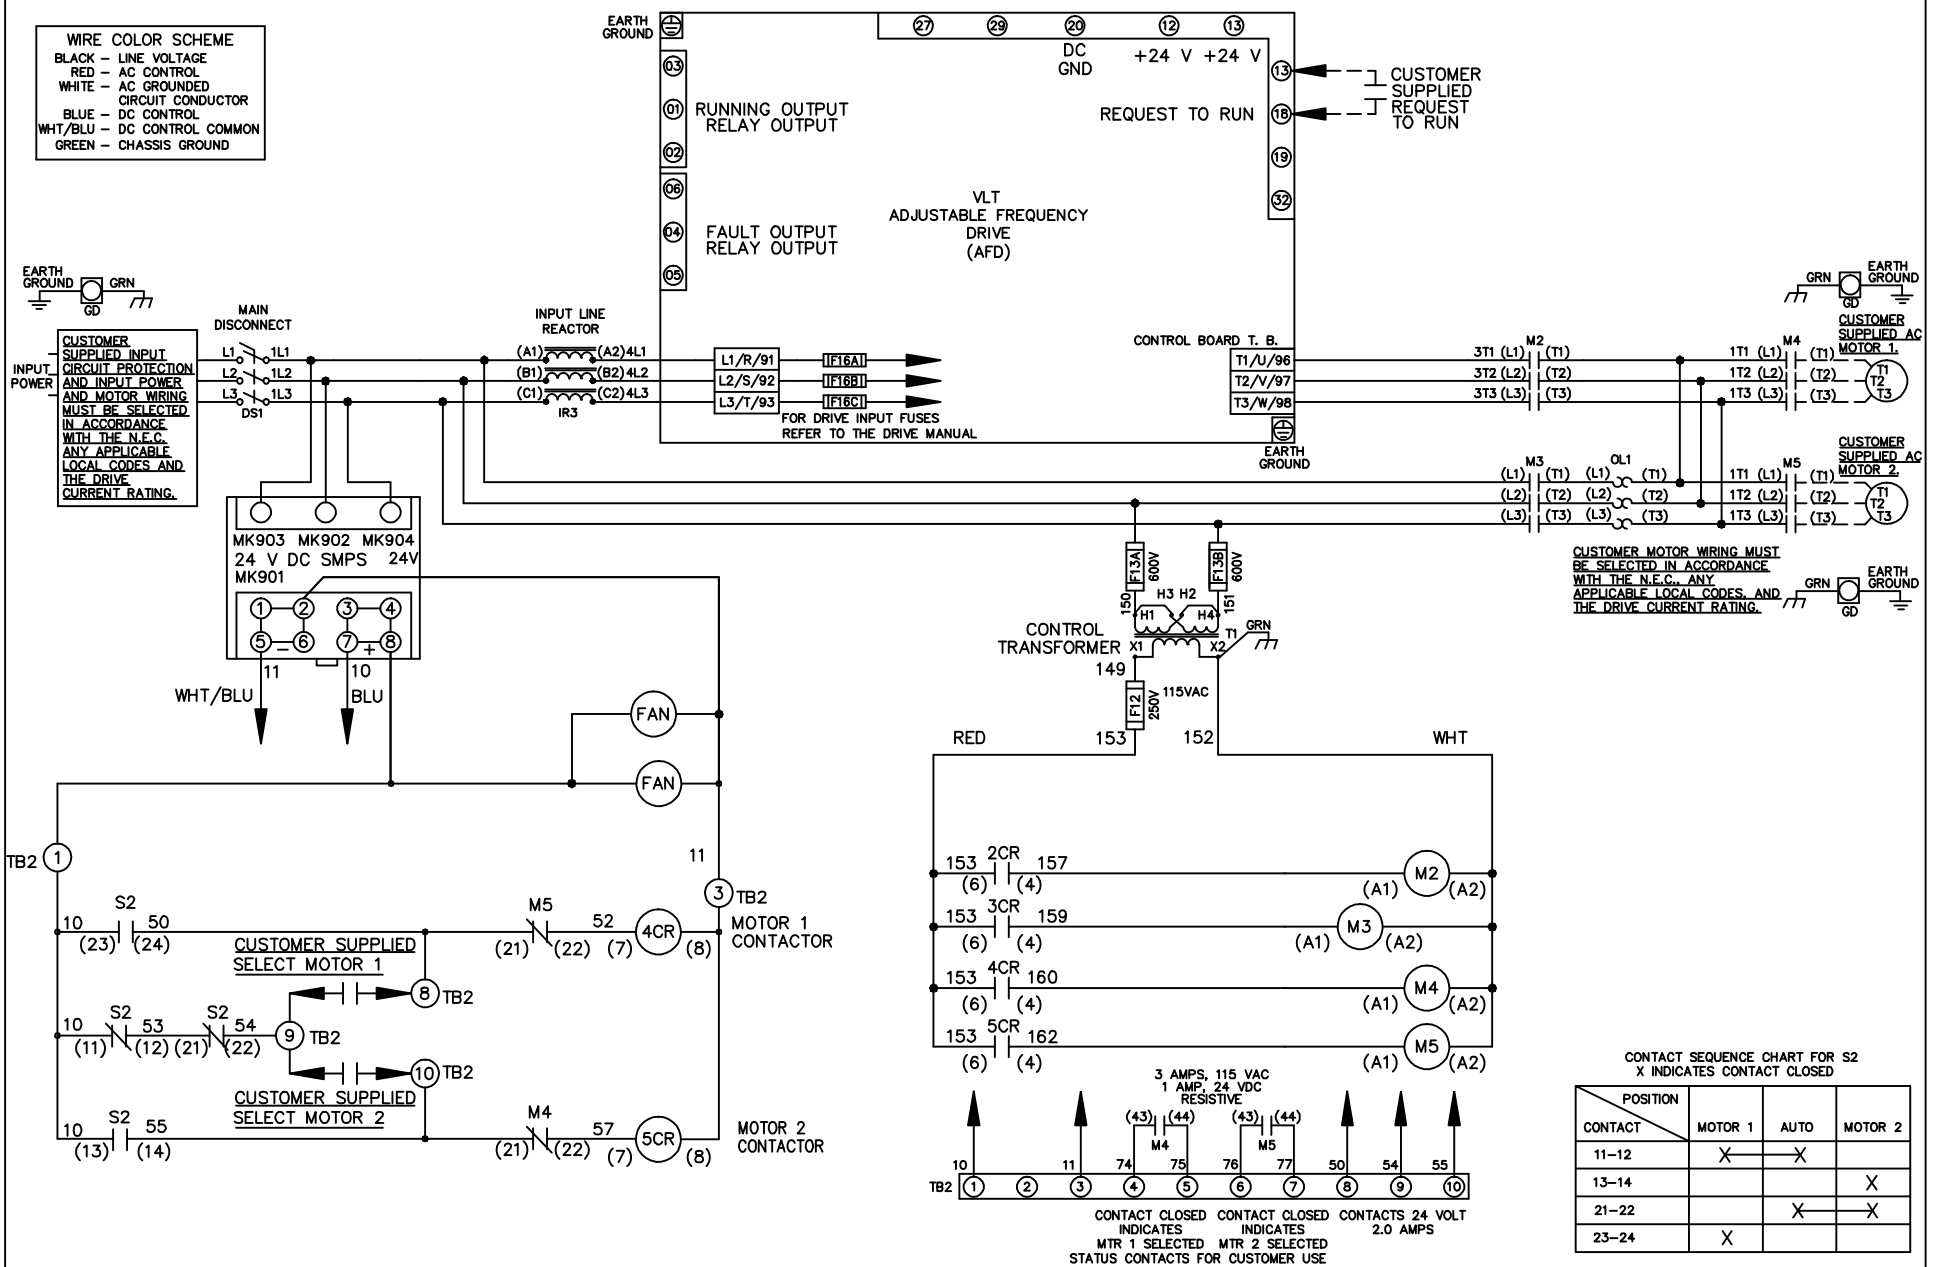 WIRE COLOR SCHEME
BLACK – LINE VOLTAGE
RED – AC CONTROL
WHITE – AC GROUNDED
CIRCUIT CONDUCTOR
BLUE – DC CONTROL
WHT/BLU – DC CONTROL COMMON
GREEN – CHASSIS GROUND
EARTH
GROUND
27 29 20 12 13
DC
GND
+24 V +24 V
03
01
02
RUNNING OUTPUT
RELAY OUTPUT
06
04
05
FAULT OUTPUT
RELAY OUTPUT
REQUEST TO RUN
13
18
19
32
CUSTOMER
SUPPLIED
REQUEST
TO RUN
VLT
ADJUSTABLE FREQUENCY
DRIVE
(AFD)
EARTH
GROUND
GRN
GD
INPUT
POWER
CUSTOMER
SUPPLIED INPUT
CIRCUIT PROTECTION
AND INPUT POWER
AND MOTOR WIRING
MUST BE SELECTED
IN ACCORDANCE
WITH THE N.E.C.
ANY APPLICABLE
LOCAL CODES AND
THE DRIVE
CURRENT RATING.
MAIN
DISCONNECT
L1 1L1
L2 1L2
L3 1L3
DS1
INPUT LINE
REACTOR
(A1) (A2) 4L1
(B1) (B2) 4L2
(C1) (C2) 4L3
IR3
L1/R/91 F16A
L2/S/92 F16B
L3/T/93 F16C
FOR DRIVE INPUT FUSES
REFER TO THE DRIVE MANUAL
CONTROL BOARD T. B.
T1/U/96
T2/V/97
T3/W/98
EARTH
GROUND
M2
3T1 (L1) (T1)
3T2 (L2) (T2)
3T3 (L3) (T3)
M4
1T1 (L1) (T1)
1T2 (L2) (T2)
1T3 (L3) (T3)
GRN
GD
EARTH
GROUND
CUSTOMER
SUPPLIED AC
MOTOR 1.
T1
T2
T3
M3 OL1
(L1) (T1) (L1) (T1)
(L2) (T2) (L2) (T2)
(L3) (T3) (L3) (T3)
M5
1T1 (L1) (T1)
1T2 (L2) (T2)
1T3 (L3) (T3)
CUSTOMER
SUPPLIED AC
MOTOR 2.
T1
T2
T3
CUSTOMER MOTOR WIRING MUST
BE SELECTED IN ACCORDANCE
WITH THE N.E.C., ANY
APPLICABLE LOCAL CODES, AND
THE DRIVE CURRENT RATING.
GRN
GD
EARTH
GROUND
MK903 MK902 MK904
24 V DC SMPS 24V
MK901
1 2 3 4
5 – 6 7 + 8
11 10
WHT/BLU BLU
FAN
FAN
F13A 600V
F13B 600V
150 H3 H2 151
H1 H4
CONTROL
TRANSFORMER
T1
GRN
X1 X2
149
F12 250V
115VAC
153 152
RED WHT
TB2 1
11
3 TB2
S2
10 50
(23) (24)
M5
(21) (22)
52
(7) 4CR (8)
MOTOR 1
CONTACTOR
CUSTOMER SUPPLIED
SELECT MOTOR 1
8 TB2
S2 S2
10 53 54
(11) (12) (21) (22)
9 TB2
10 TB2
CUSTOMER SUPPLIED
SELECT MOTOR 2
S2
10 55
(13) (14)
M4
(21) (22)
57
(7) 5CR (8)
MOTOR 2
CONTACTOR
2CR
153 157
(6) (4)
(A1) M2 (A2)
3CR
153 159
(6) (4)
(A1) M3 (A2)
4CR
153 160
(6) (4)
(A1) M4 (A2)
5CR
153 162
(6) (4)
(A1) M5 (A2)
3 AMPS, 115 VAC
1 AMP, 24 VDC
RESISTIVE
(43) (44) (43) (44)
M4 M5
10 11 74 75 76 77 50 54 55
TB2 1 2 3 4 5 6 7 8 9 10
CONTACT CLOSED
INDICATES
MTR 1 SELECTED
CONTACT CLOSED
INDICATES
MTR 2 SELECTED
CONTACTS 24 VOLT
2.0 AMPS
STATUS CONTACTS FOR CUSTOMER USE
CONTACT SEQUENCE CHART FOR S2
X INDICATES CONTACT CLOSED
POSITION
CONTACT MOTOR 1 AUTO MOTOR 2
11–12 X X
13–14 X
21–22 X X
23–24 X